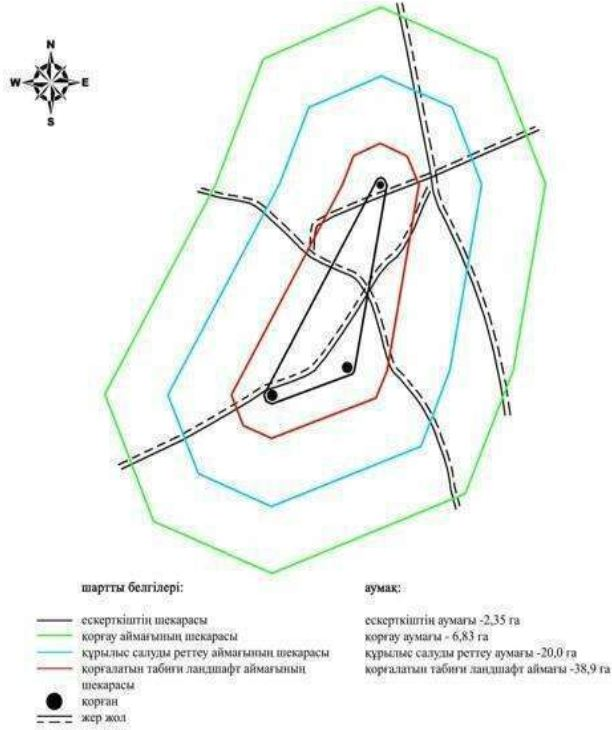 N
W E
S
шартты белгілері:
ескерткіштің шекарасы
қорғау аймағының шекарасы
құрылыс салуды реттеу аймағының шекарасы
қорғалатын табиғи ландшафт аймағының
шекарасы
қорған
жер жол
аумақ:
ескерткіштің аумағы -2,35 га
қорғау аумағы - 6,83 га
құрылыс салуды реттеу аумағы -20,0 га
қорғалатын табиғи ландшафт аймағы -38,9 га